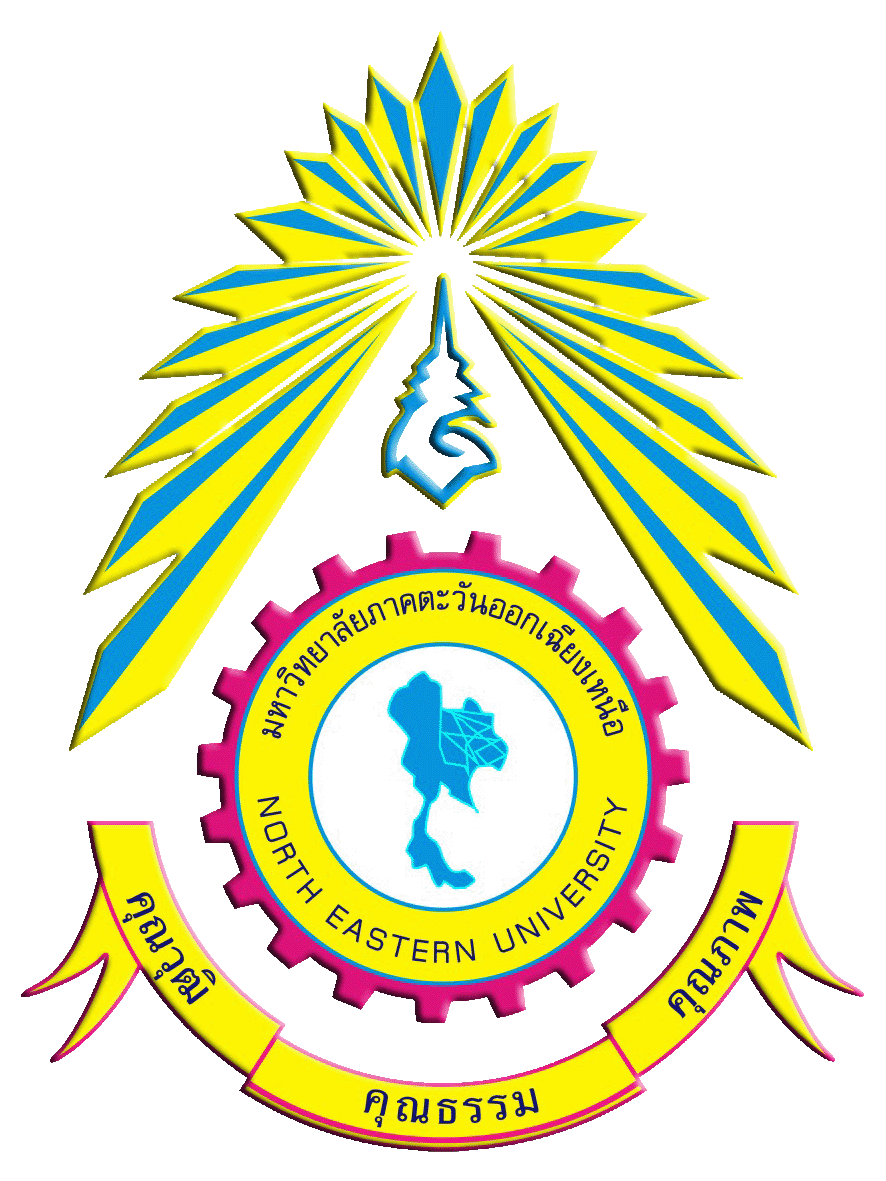 มหาวิทยาลัยภาคตะวันออกเฉียงเหนือ
NORTH EASTERN UNIVERSITY
คุณวุฒิ
คุณธรรม
คุณภาพ